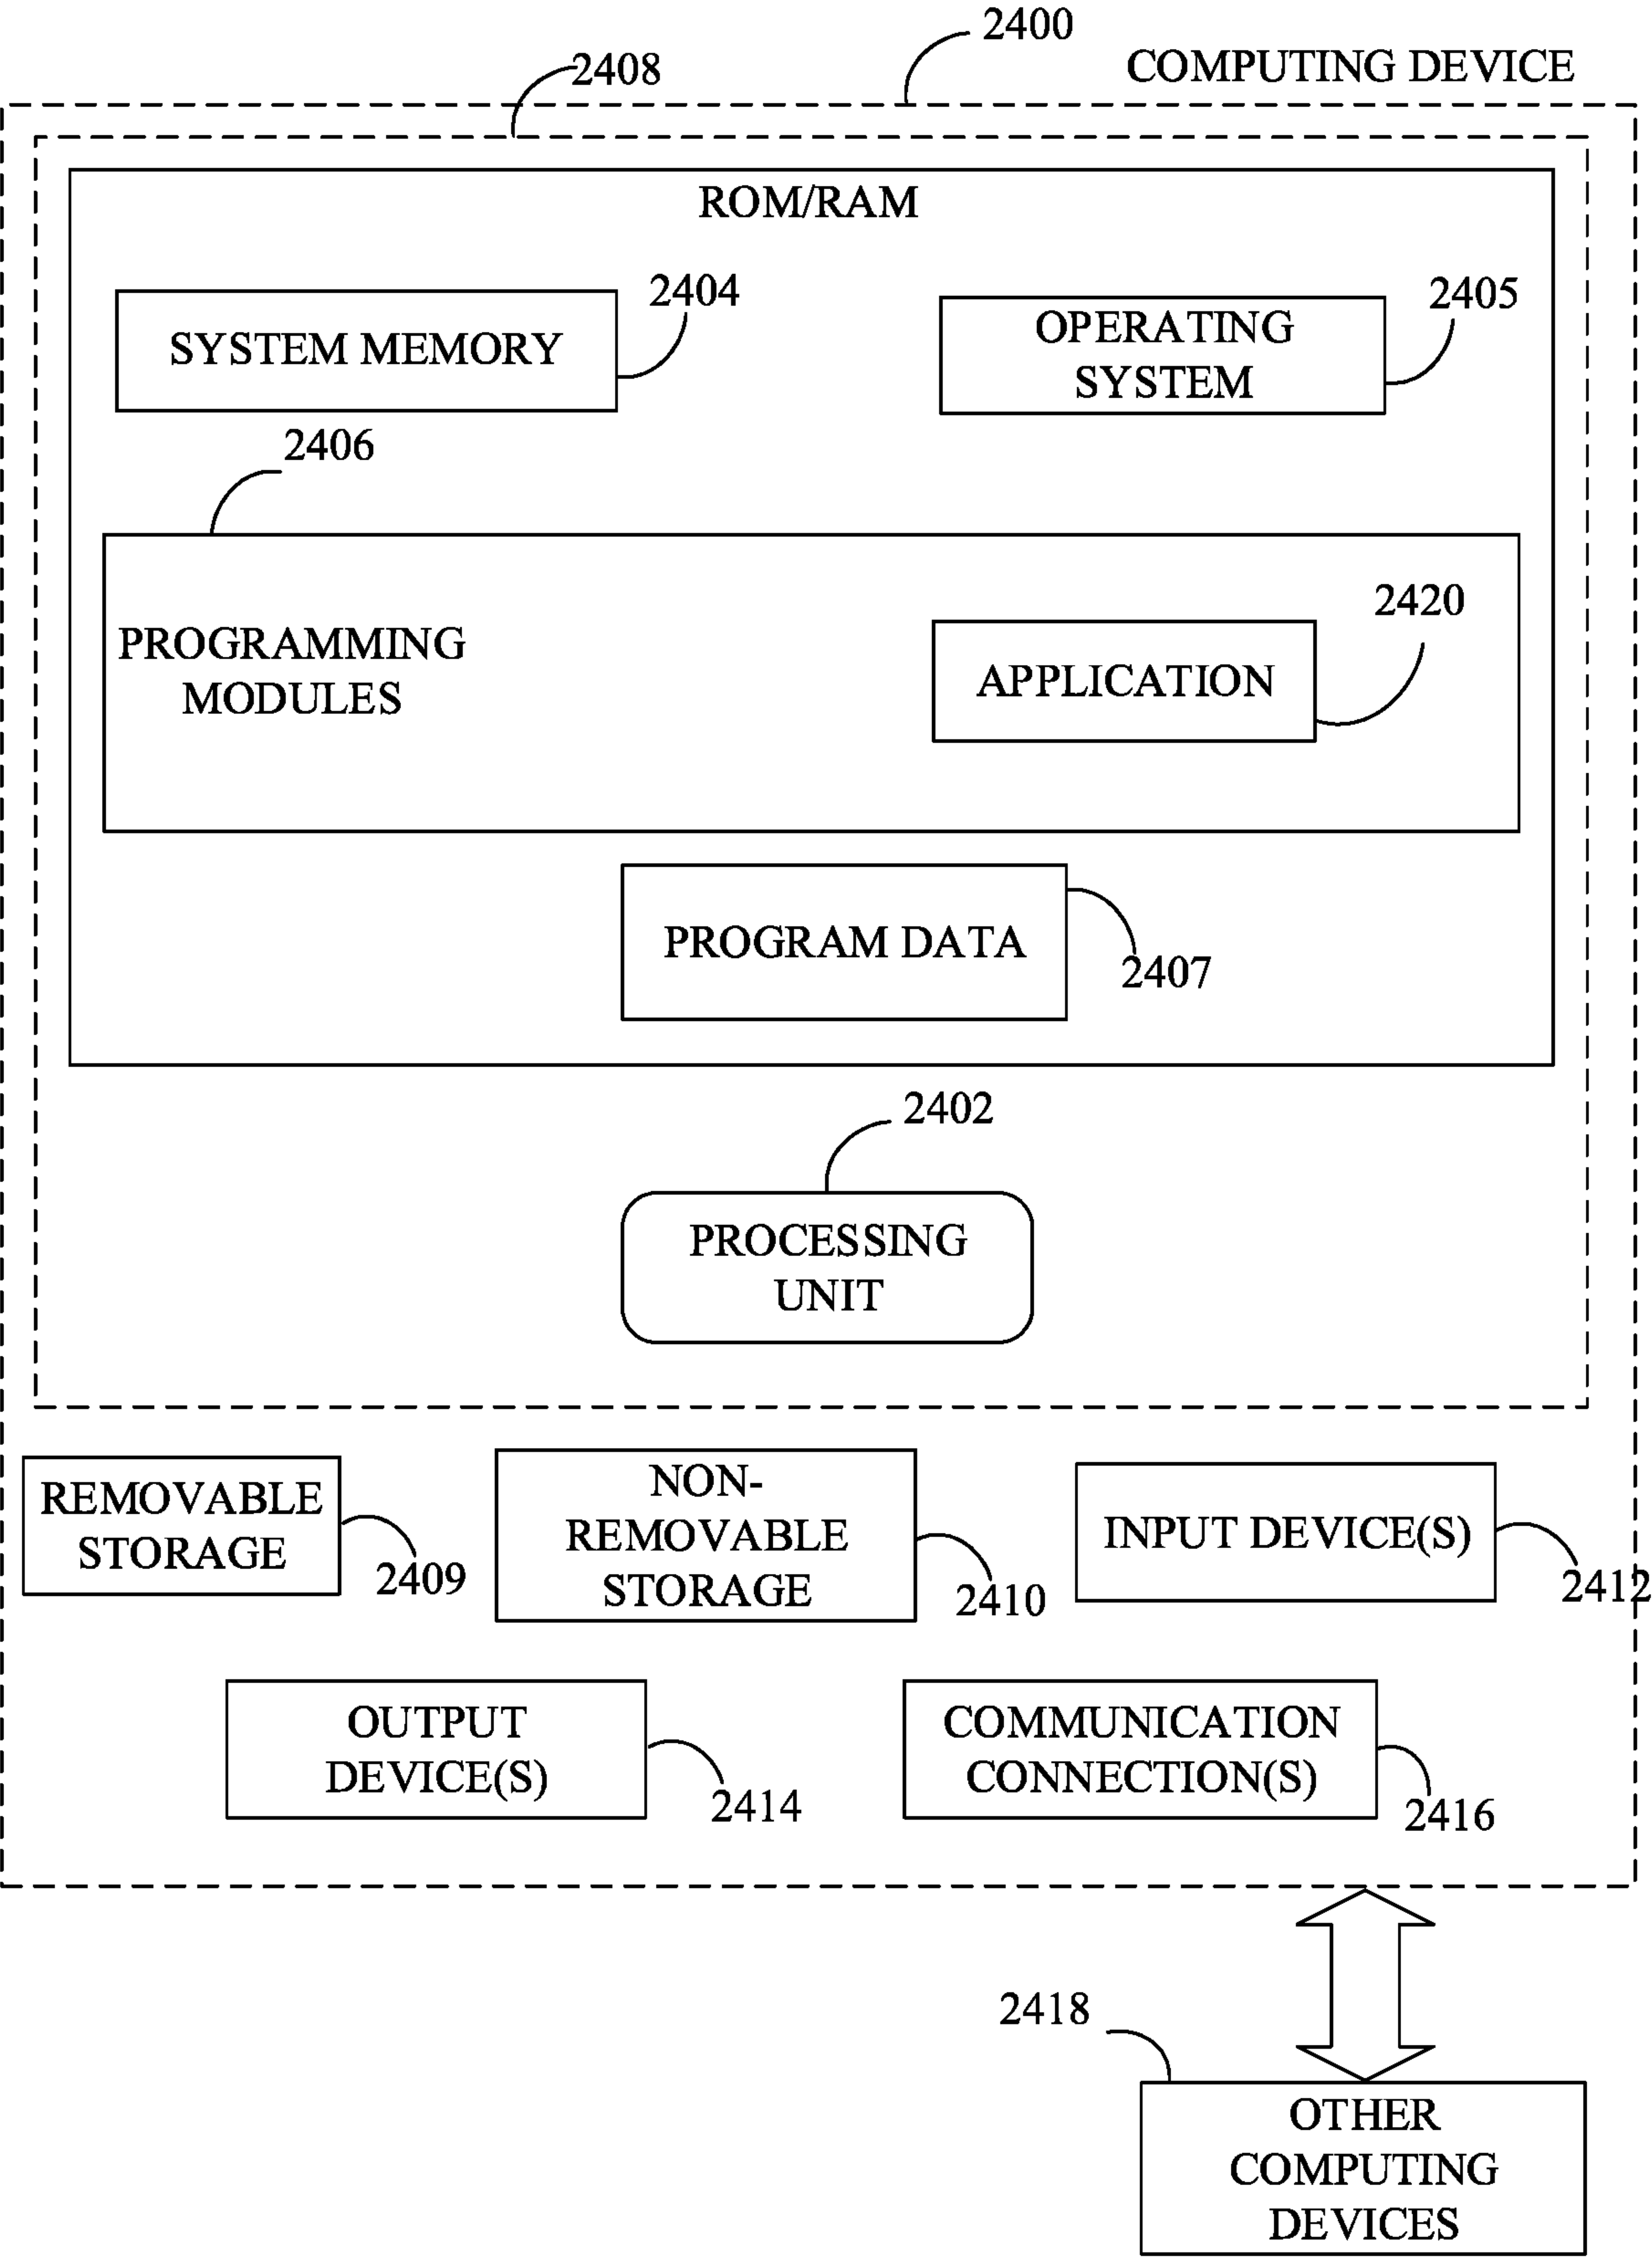 2400
COMPUTING DEVICE
2408
ROM/RAM
2404
SYSTEM MEMORY
2405
OPERATING
SYSTEM
2406
PROGRAMMING
MODULES
2420
APPLICATION
PROGRAM DATA
2407
2402
PROCESSING
UNIT
REMOVABLE
STORAGE
2409
NON-
REMOVABLE
STORAGE
2410
INPUT DEVICE(S)
2412
OUTPUT
DEVICE(S)
2414
COMMUNICATION
CONNECTION(S)
2416
2418
OTHER
COMPUTING
DEVICES